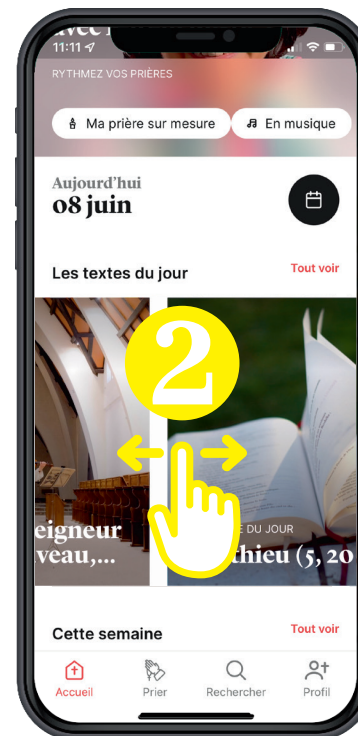 11:11
RYTHMEZ VOS PRIÈRES
Ma prière sur mesure
En musique
Aujourd'hui
08 juin
Les textes du jour
Tout voir
2
eigneur
veau,...
DU JOUR
hieu (5, 20
Cette semaine
Tout voir
Accueil
Prier
Rechercher
Profil